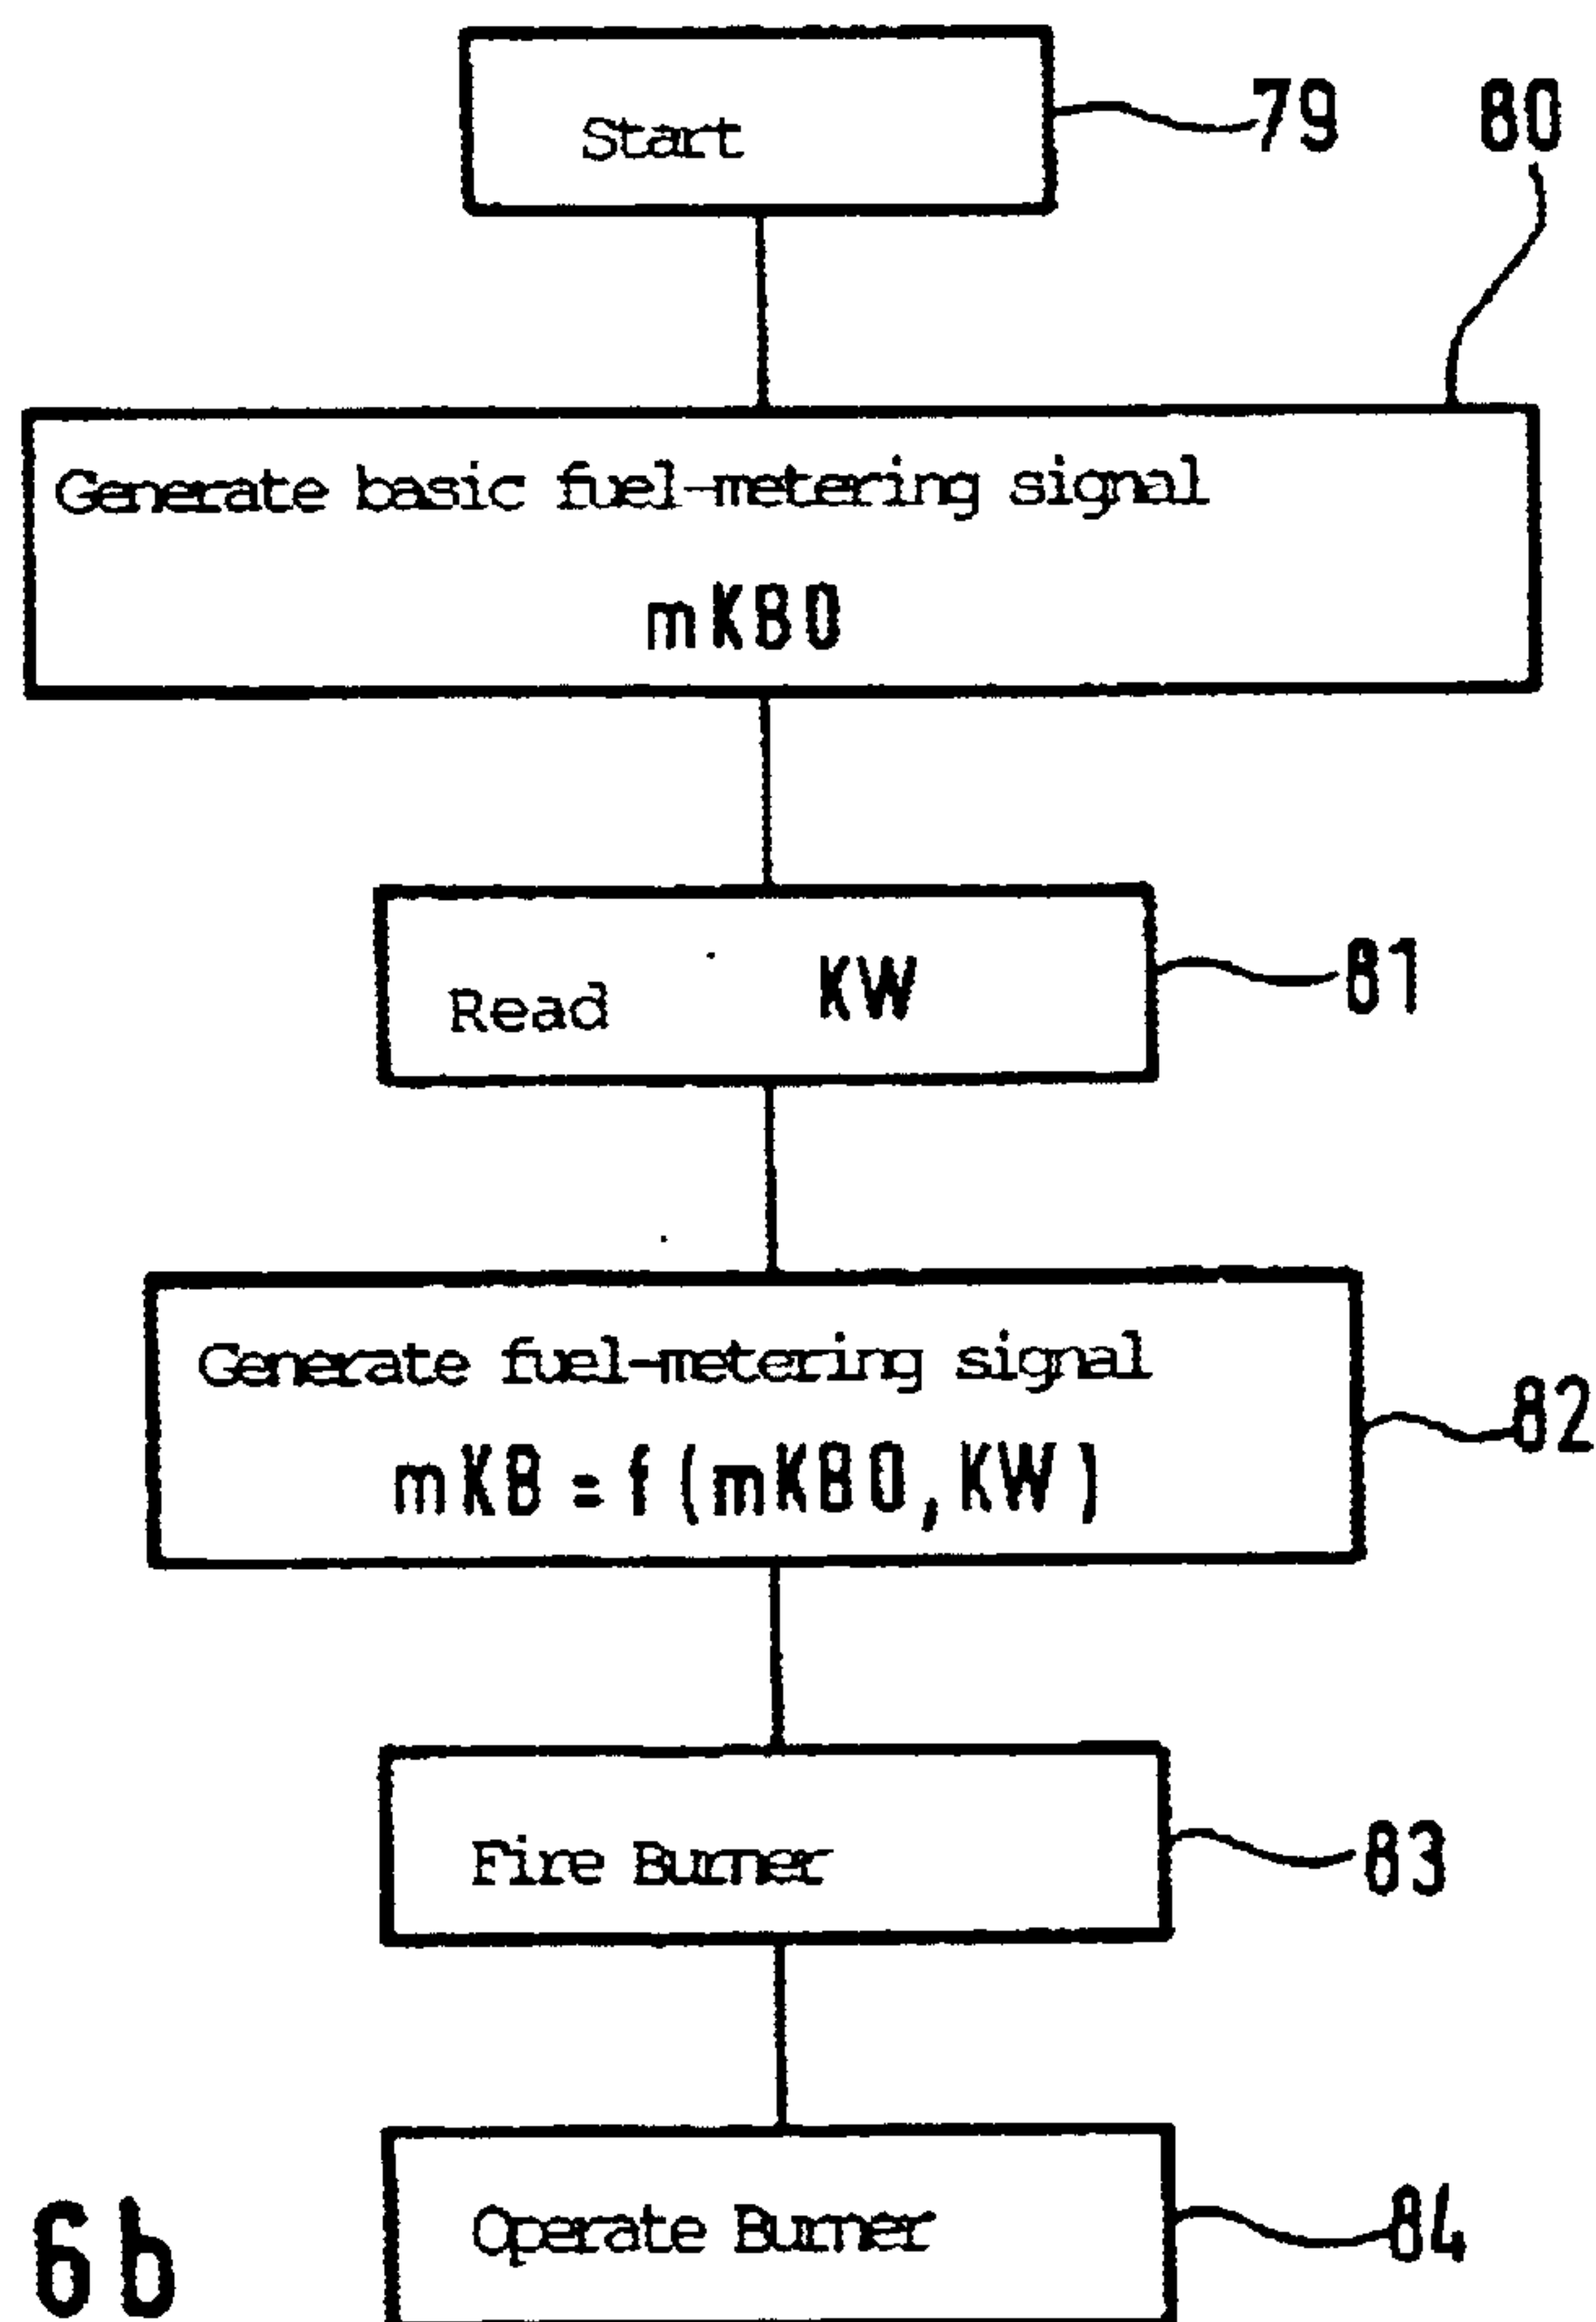 Start
79
80
Generate basic fuel-metering signal
mKB0
Read KW
81
Generate fuel-metering signal
mKB = f(mKB0,KW)
82
Fire Burner
83
Operate Burner
84
6b